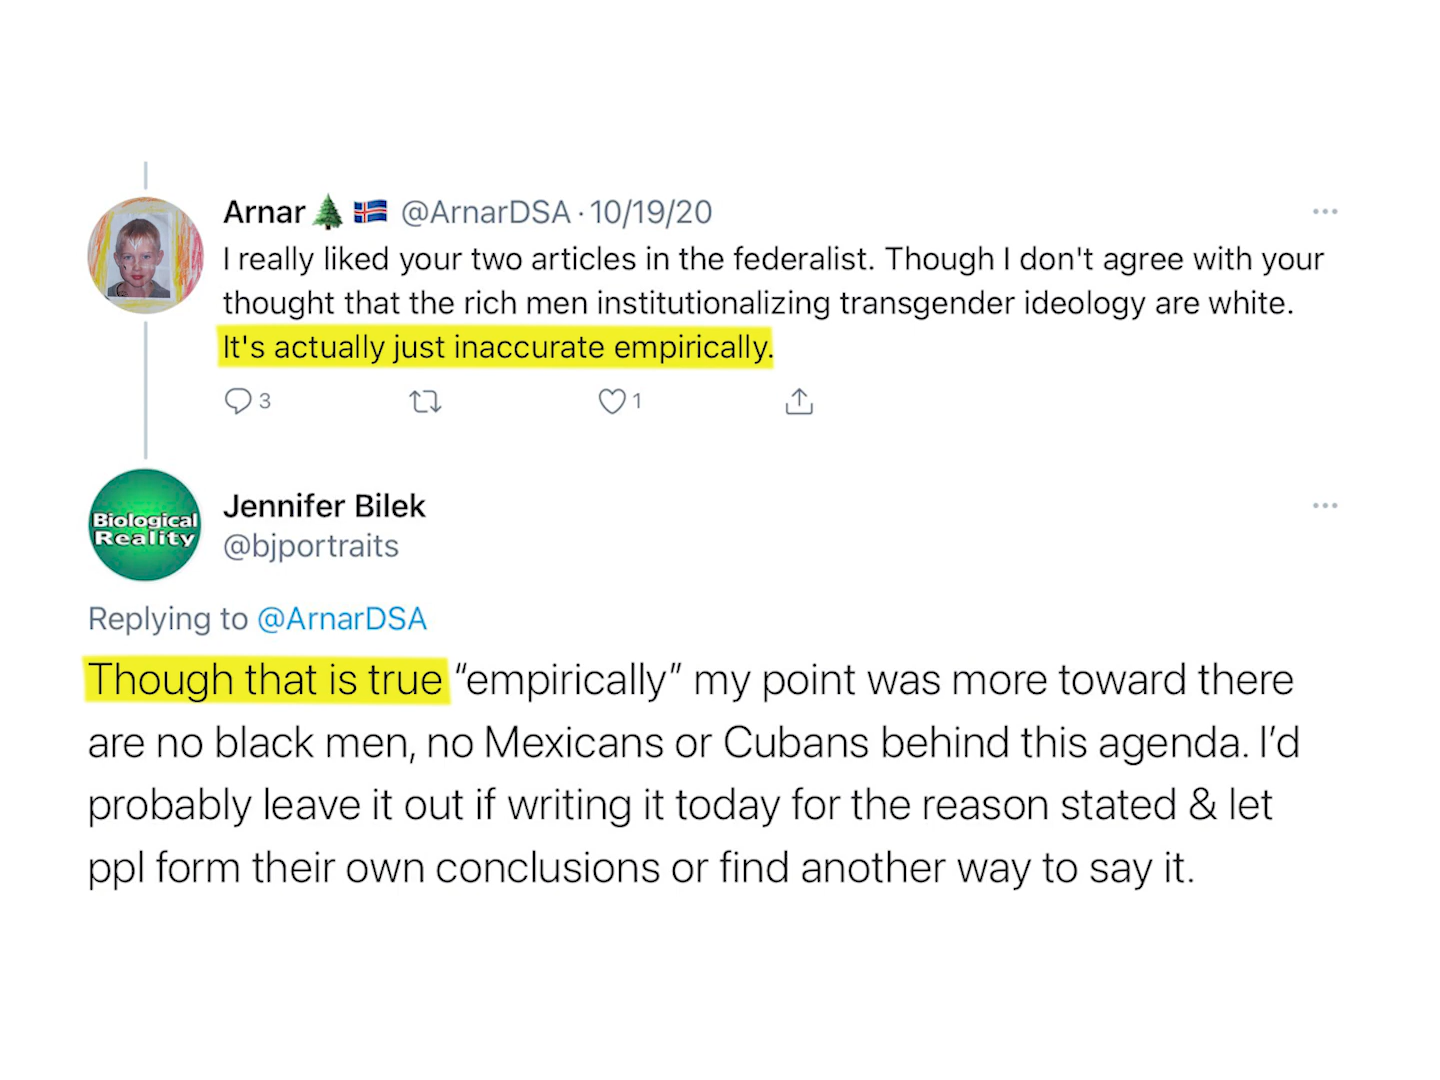 Arnar 🌲 🇮🇸 @ArnarDSA · 10/19/20
I really liked your two articles in the federalist. Though I don't agree with your
thought that the rich men institutionalizing transgender ideology are white.
It's actually just inaccurate empirically.
3 1
Biological
Reality
Jennifer Bilek
@bjportraits
Replying to @ArnarDSA
Though that is true “empirically” my point was more toward there
are no black men, no Mexicans or Cubans behind this agenda. I’d
probably leave it out if writing it today for the reason stated & let
ppl form their own conclusions or find another way to say it.